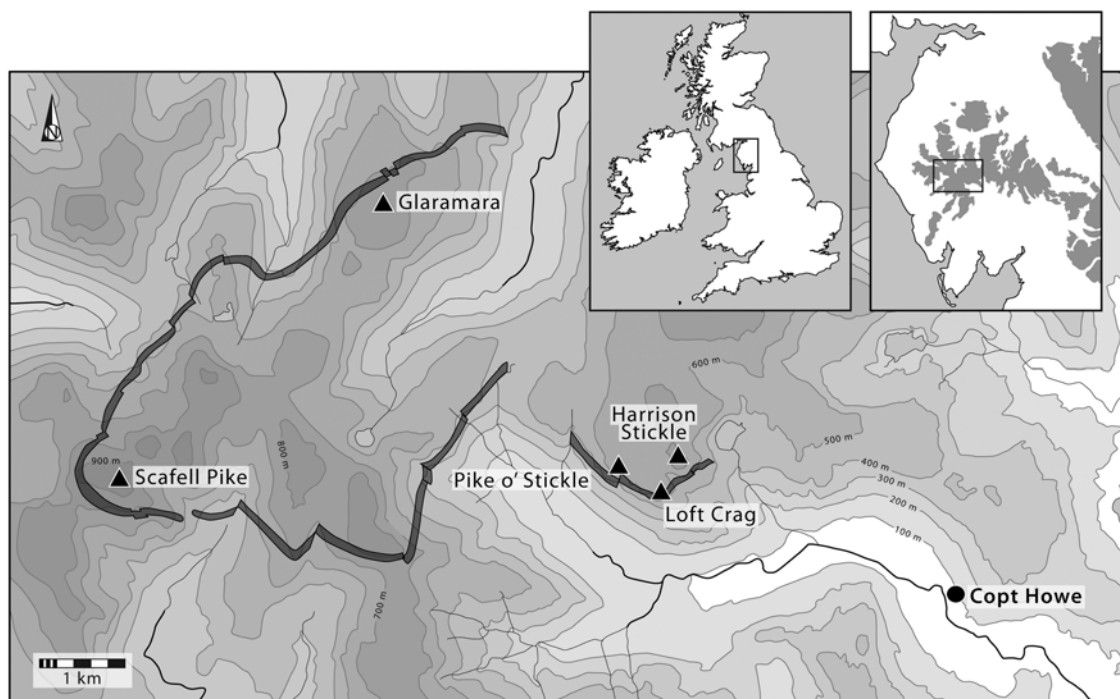 N
Glaramara
600 m
Harrison
Stickle
500 m
800 m
400 m
900 m
Scafell Pike
Pike o' Stickle
300 m
Loft Crag
200 m
100 m
Copt Howe
700 m
1 km